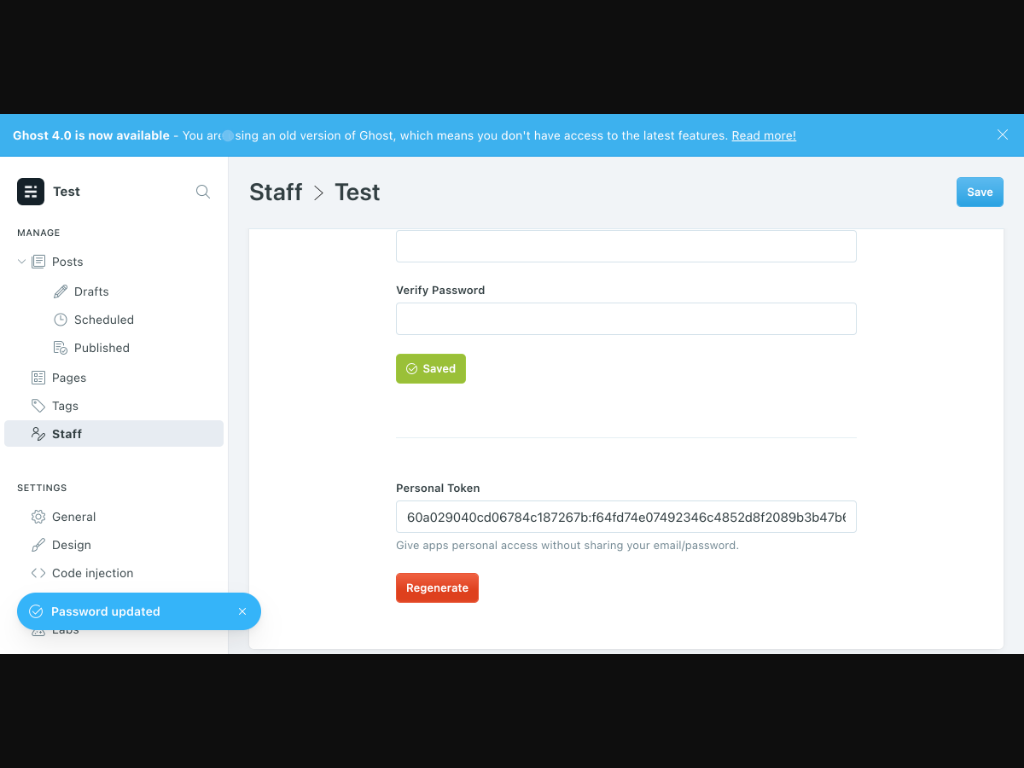 Ghost 4.0 is now available - You are sing an old version of Ghost, which means you don't have access to the latest features. Read more!
Test
Staff > Test
Save
MANAGE
Posts
Drafts
Scheduled
Published
Pages
Tags
Staff
SETTINGS
General
Design
Code injection
Labs
Password updated
Verify Password
Saved
Personal Token
60a029040cd06784c187267b:f64fd74e07492346c4852d8f2089b3b47b6
Give apps personal access without sharing your email/password.
Regenerate